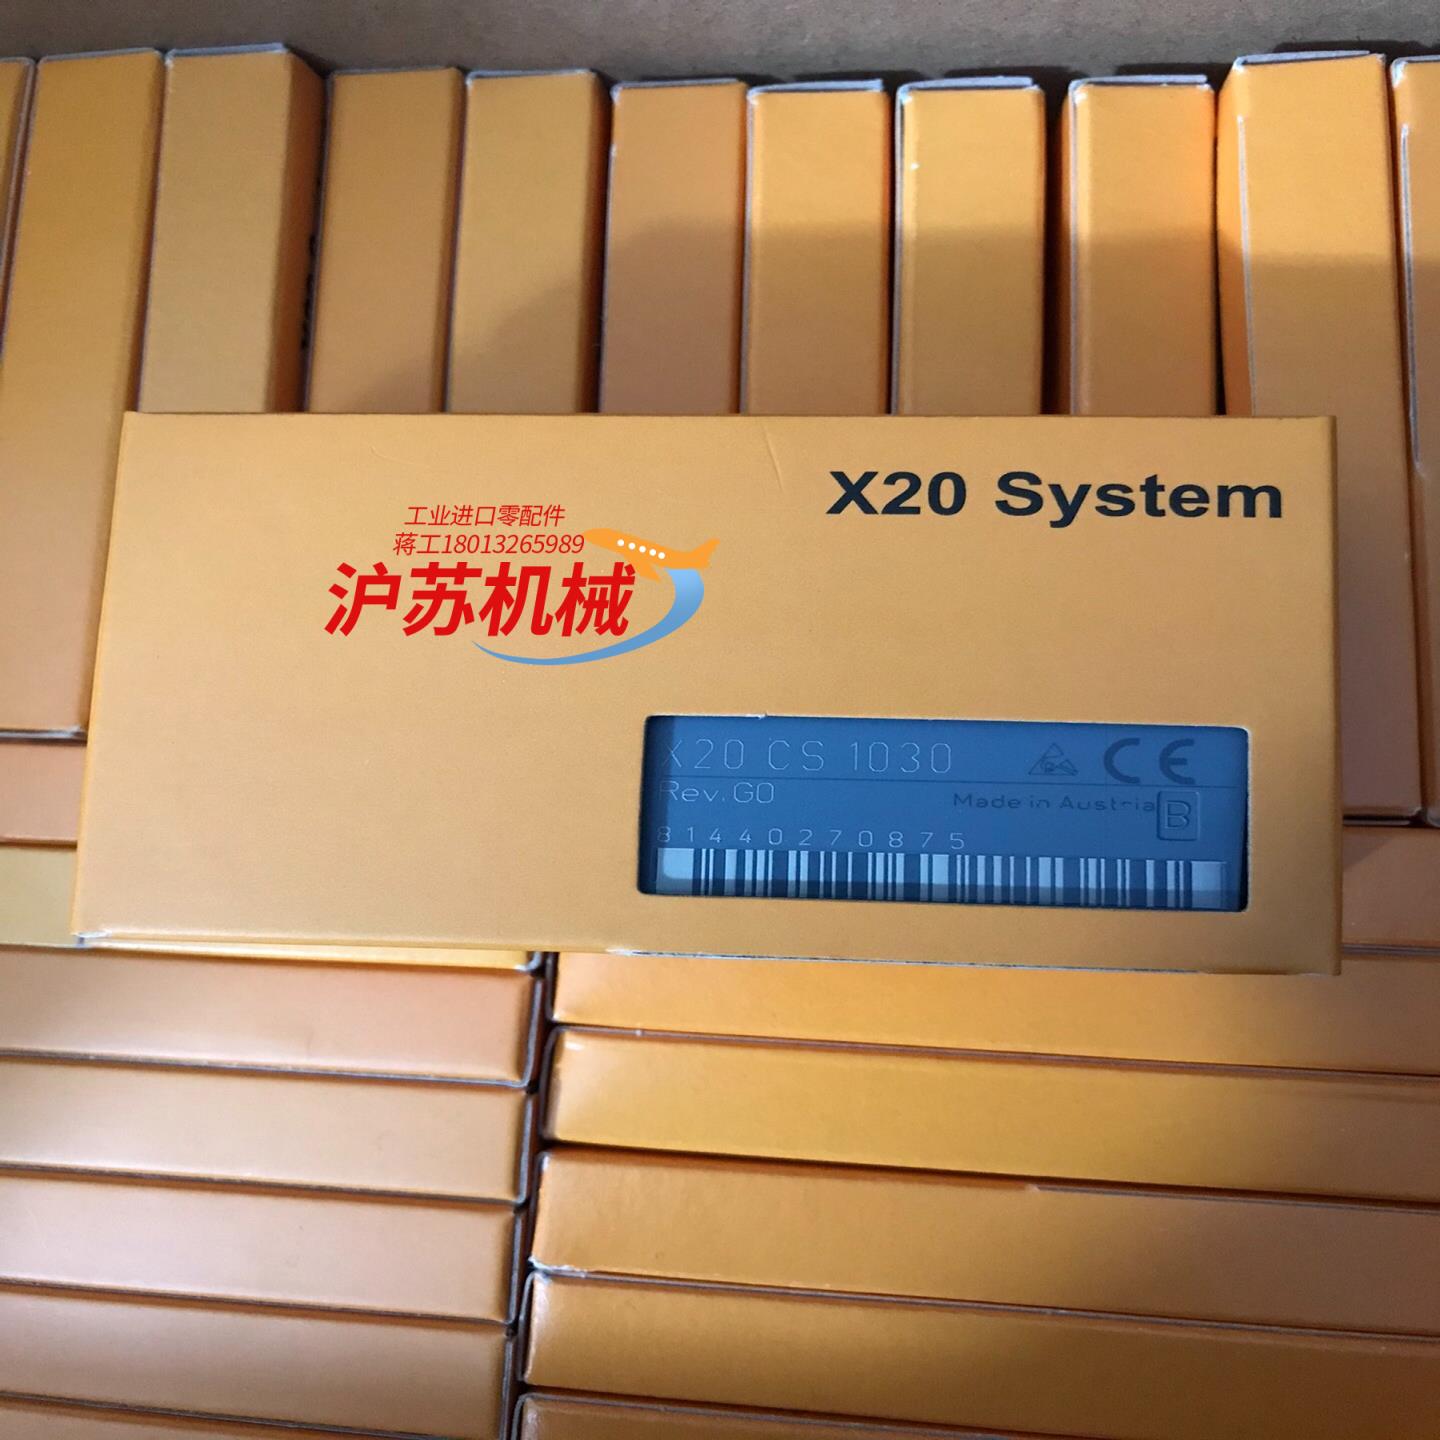 X20 System
工业进口零配件
蒋工18013265989
沪苏机械
X20 CS 1030
CE
Rev. G0
Made in Austria B
81440270875